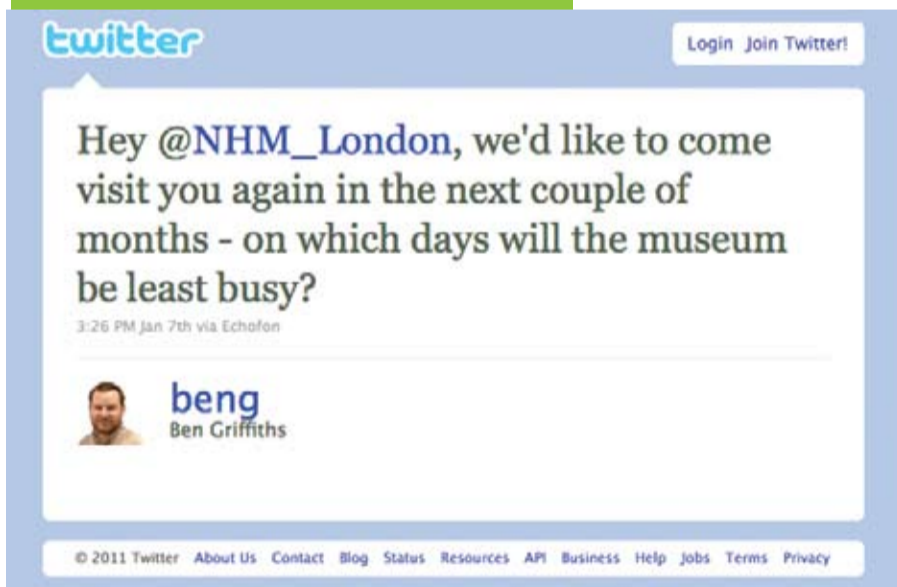 twitter
Login Join Twitter!
Hey @NHM_London, we'd like to come
visit you again in the next couple of
months - on which days will the museum
be least busy?
3:26 PM Jan 7th via Echofon
beng
Ben Griffiths
© 2011 Twitter About Us Contact Blog Status Resources API Business Help Jobs Terms Privacy